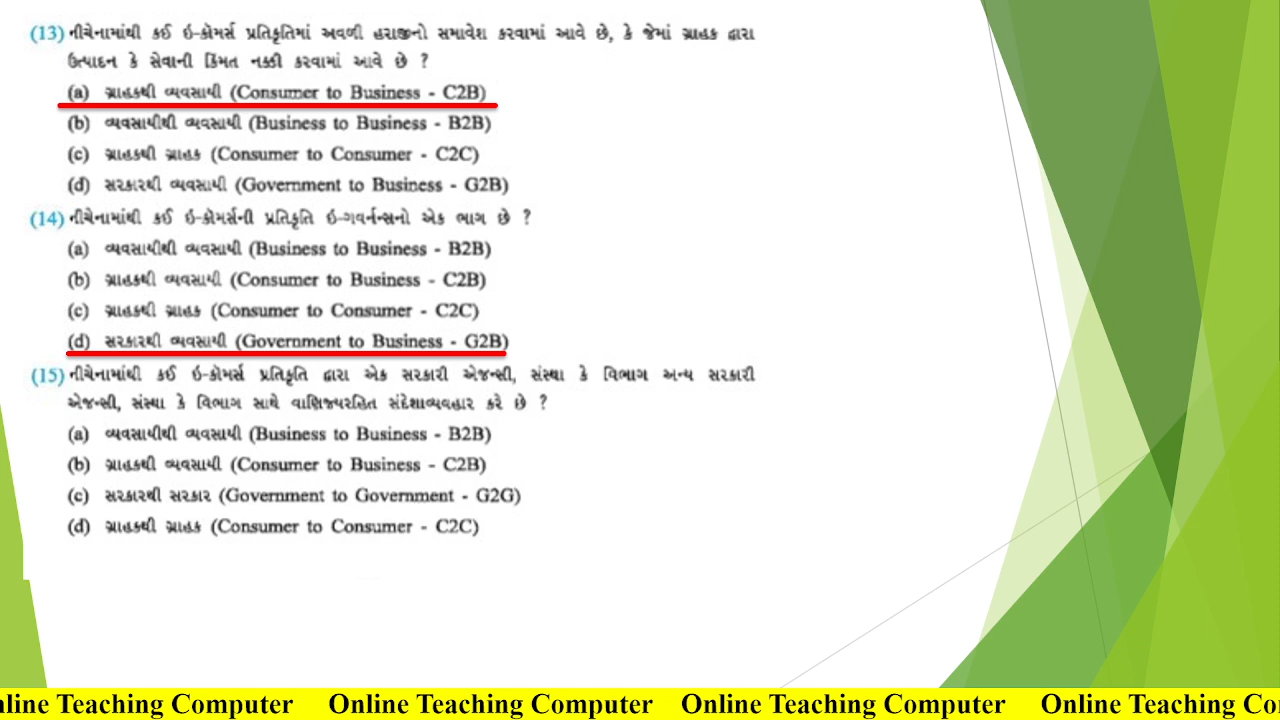 (13) નીચેનામાંથી કઈ ઇ-કૉમર્સ પ્રતિકૃતિમાં અવળી હરાજીનો સમાવેશ કરવામાં આવે છે, કે જેમાં ગ્રાહક દ્વારા
ઉત્પાદન કે સેવાની કિંમત નક્કી કરવામાં આવે છે ?
(a) ગ્રાહકથી વ્યવસાયી (Consumer to Business - C2B)
(b) વ્યવસાયીથી વ્યવસાયી (Business to Business - B2B)
(c) ગ્રાહકથી ગ્રાહક (Consumer to Consumer - C2C)
(d) સરકારથી વ્યવસાયી (Government to Business - G2B)
(14) નીચેનામાંથી કઈ ઇ-કૉમર્સની પ્રતિકૃતિ ઇ-ગવર્નન્સનો એક ભાગ છે ?
(a) વ્યવસાયીથી વ્યવસાયી (Business to Business - B2B)
(b) ગ્રાહકથી વ્યવસાયી (Consumer to Business - C2B)
(c) ગ્રાહકથી ગ્રાહક (Consumer to Consumer - C2C)
(d) સરકારથી વ્યવસાયી (Government to Business - G2B)
(15) નીચેનામાંથી કઈ ઇ-કૉમર્સ પ્રતિકૃતિ દ્વારા એક સરકારી એજન્સી, સંસ્થા કે વિભાગ અન્ય સરકારી
એજન્સી, સંસ્થા કે વિભાગ સાથે વાણિજ્યરહિત સંદેશાવ્યવહાર કરે છે ?
(a) વ્યવસાયીથી વ્યવસાયી (Business to Business - B2B)
(b) ગ્રાહકથી વ્યવસાયી (Consumer to Business - C2B)
(c) સરકારથી સરકાર (Government to Government - G2G)
(d) ગ્રાહકથી ગ્રાહક (Consumer to Consumer - C2C)
nline Teaching Computer Online Teaching Computer Online Teaching Computer Online Teaching Co